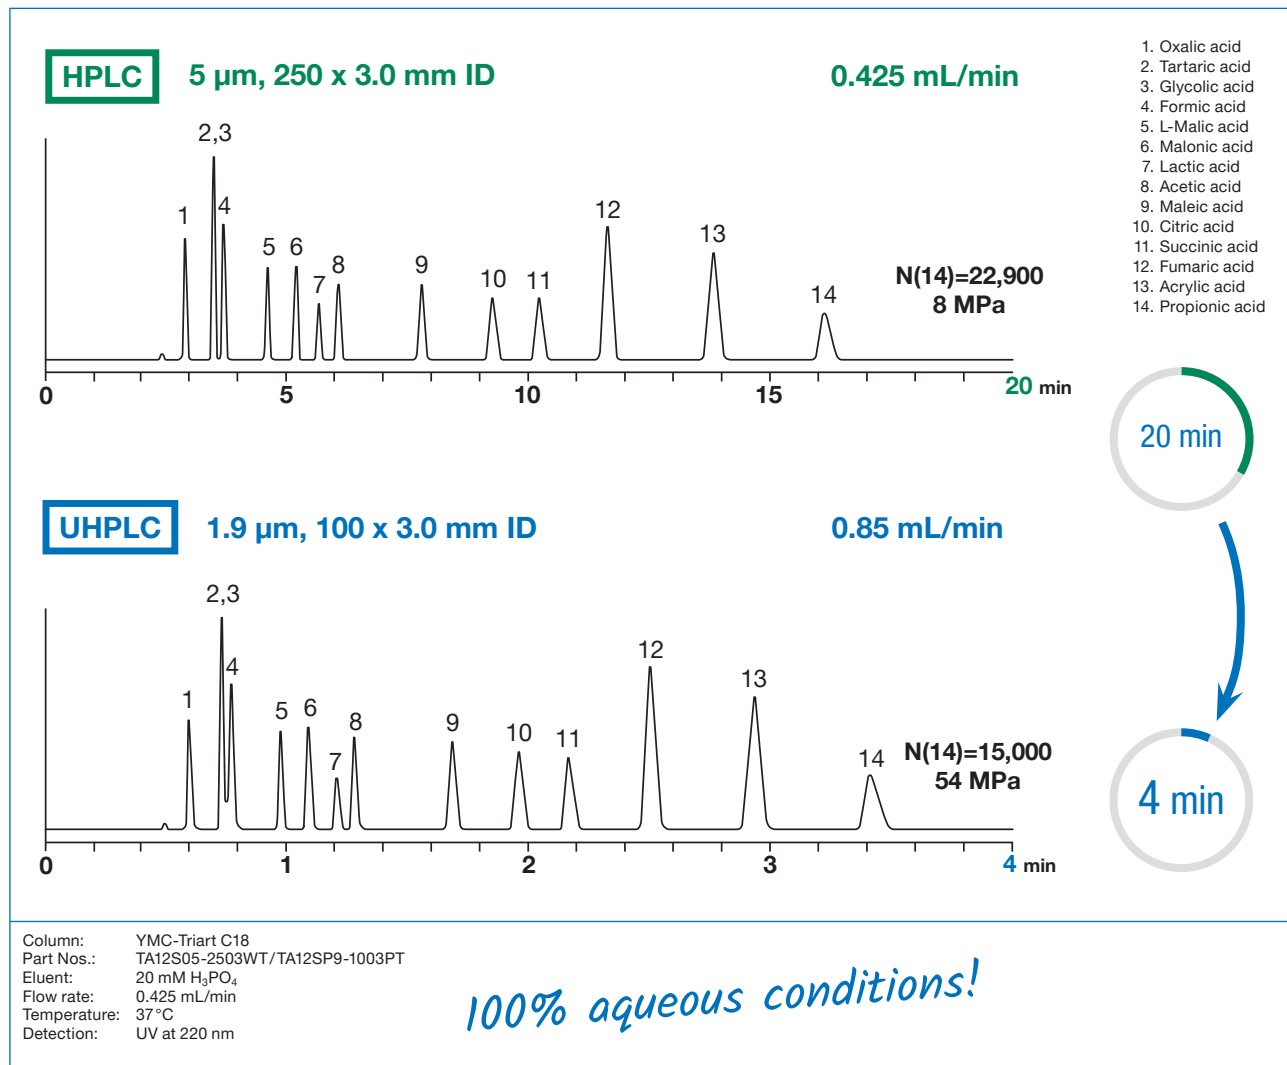 HPLC 5 µm, 250 x 3.0 mm ID 0.425 mL/min
2,3
1 4 5 6 7 8 9 10 11 12 13 14
N(14)=22,900
8 MPa
0 5 10 15 20 min
1. Oxalic acid
2. Tartaric acid
3. Glycolic acid
4. Formic acid
5. L-Malic acid
6. Malonic acid
7. Lactic acid
8. Acetic acid
9. Maleic acid
10. Citric acid
11. Succinic acid
12. Fumaric acid
13. Acrylic acid
14. Propionic acid
20 min
UHPLC 1.9 µm, 100 x 3.0 mm ID 0.85 mL/min
2,3
1 4 5 6 7 8 9 10 11 12 13 14
N(14)=15,000
54 MPa
0 1 2 3 4 min
4 min
Column: YMC-Triart C18
Part Nos.: TA12S05-2503WT/TA12SP9-1003PT
Eluent: 20 mM H₃PO₄
Flow rate: 0.425 mL/min
Temperature: 37°C
Detection: UV at 220 nm
100% aqueous conditions!